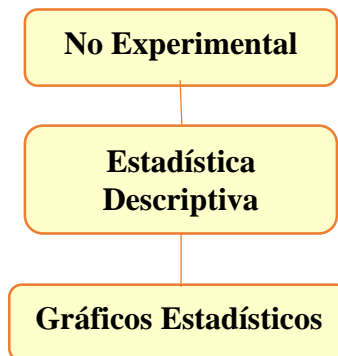 No Experimental
Estadística
Descriptiva
Gráficos Estadísticos